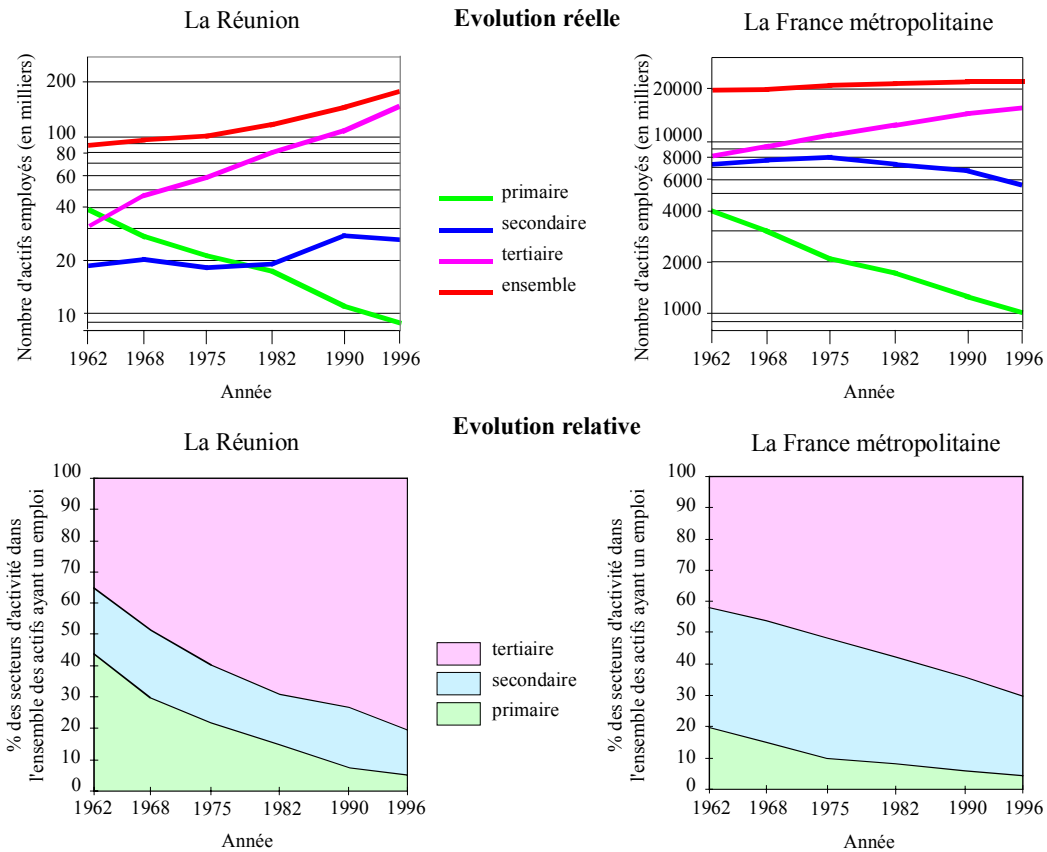 La Réunion
Evolution réelle
La France métropolitaine
Nombre d'actifs employés (en milliers)
200
100
80
60
40
20
10
1962 1968 1975 1982 1990 1996
Année
primaire
secondaire
tertiaire
ensemble
Nombre d'actifs employés (en milliers)
20000
10000
8000
6000
4000
2000
1000
1962 1968 1975 1982 1990 1996
Année
Evolution relative
La Réunion
La France métropolitaine
% des secteurs d'activité dans
l'ensemble des actifs ayant un emploi
100
90
80
70
60
50
40
30
20
10
0
1962 1968 1975 1982 1990 1996
Année
tertiaire
secondaire
primaire
% des secteurs d'activité dans
l'ensemble des actifs ayant un emploi
100
90
80
70
60
50
40
30
20
10
0
1962 1968 1975 1982 1990 1996
Année